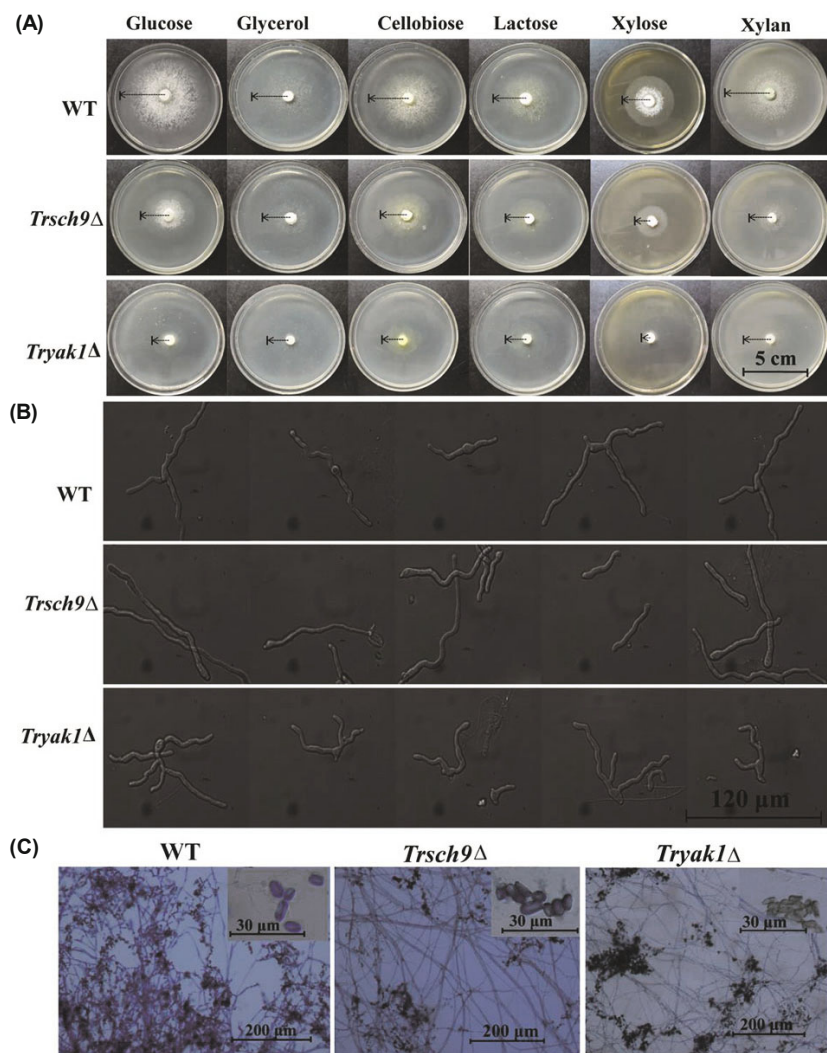 (A)
Glucose Glycerol Cellobiose Lactose Xylose Xylan
WT
Trsch9Δ
Tryak1Δ
5 cm
(B)
WT
Trsch9Δ
Tryak1Δ
120 μm
(C)
WT Trsch9Δ Tryak1Δ
30 μm 30 μm 30 μm
200 μm 200 μm 200 μm